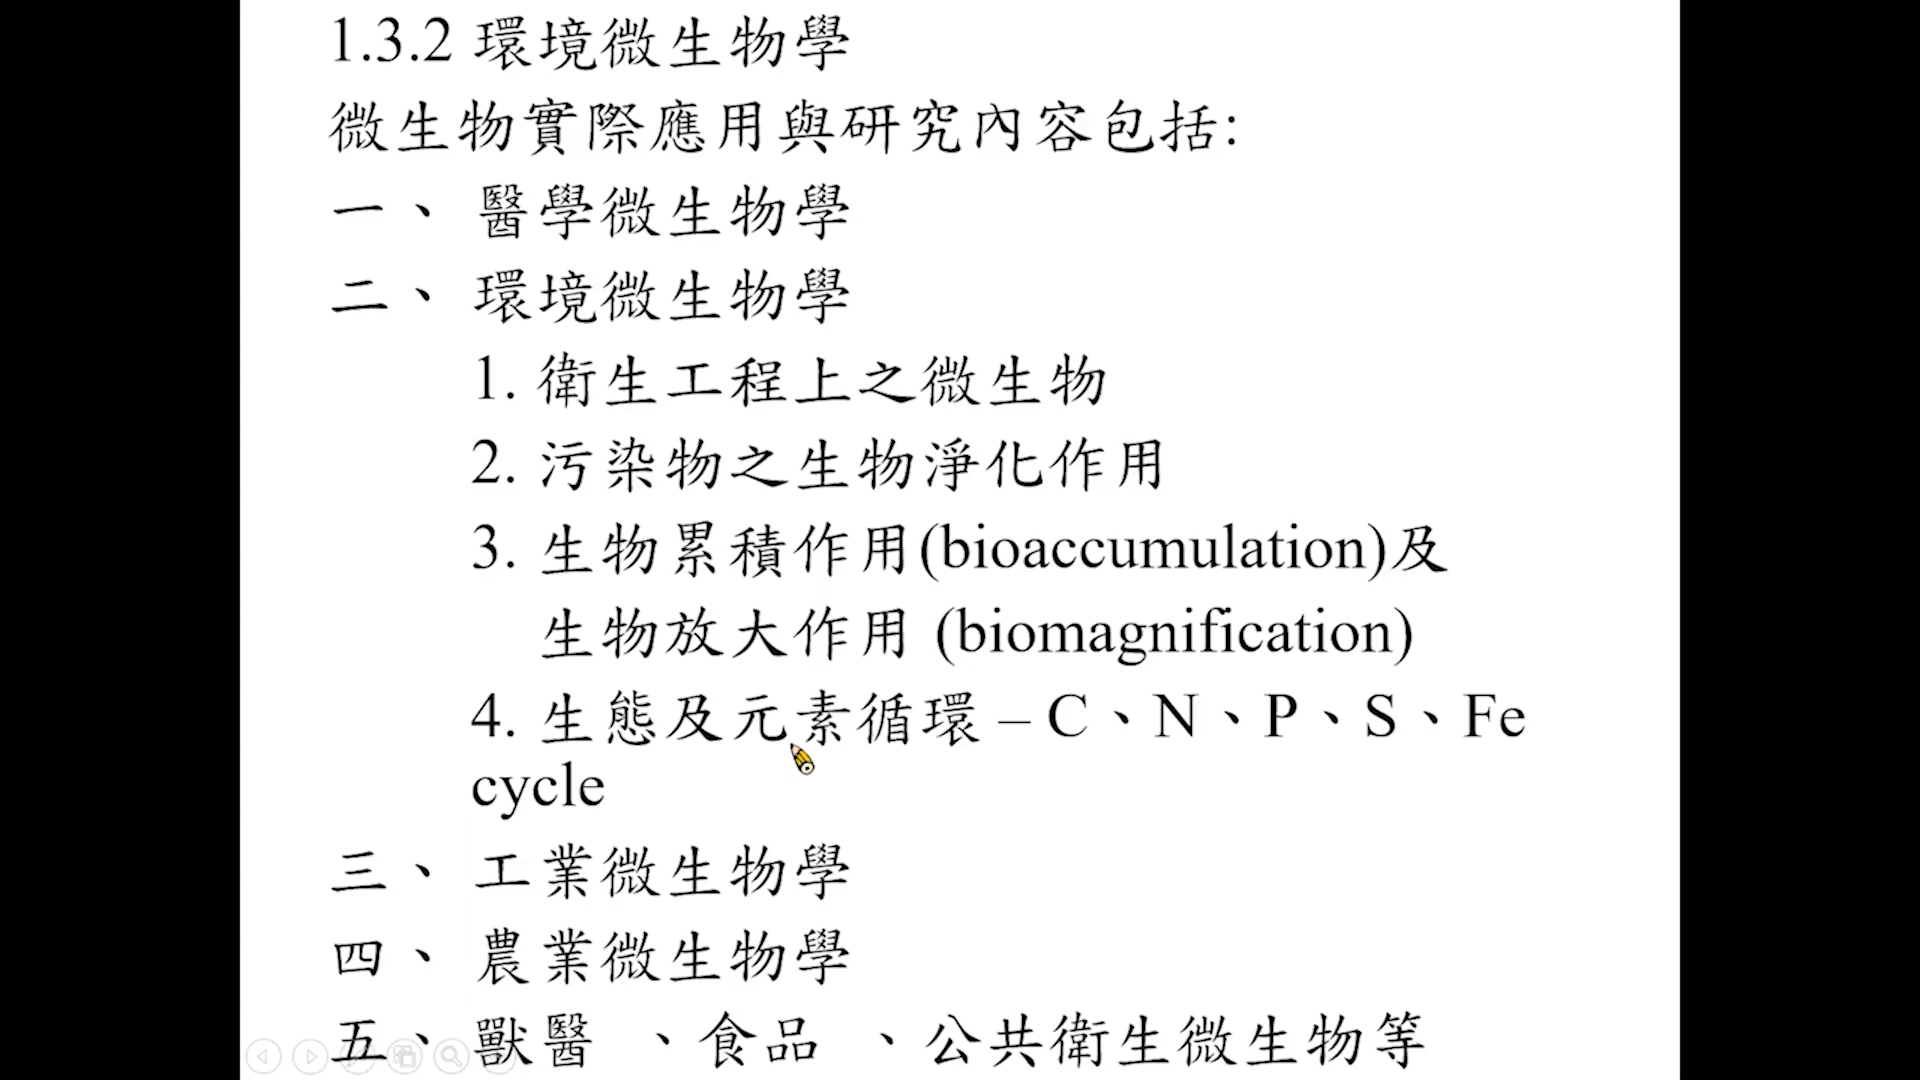 1.3.2 環境微生物學
微生物實際應用與研究內容包括:
一、 醫學微生物學
二、 環境微生物學
1. 衛生工程上之微生物
2. 污染物之生物淨化作用
3. 生物累積作用(bioaccumulation)及
生物放大作用 (biomagnification)
4. 生態及元素循環 – C、N、P、S、Fe
cycle
三、 工業微生物學
四、 農業微生物學
五、 獸醫 、食品 、公共衛生微生物等